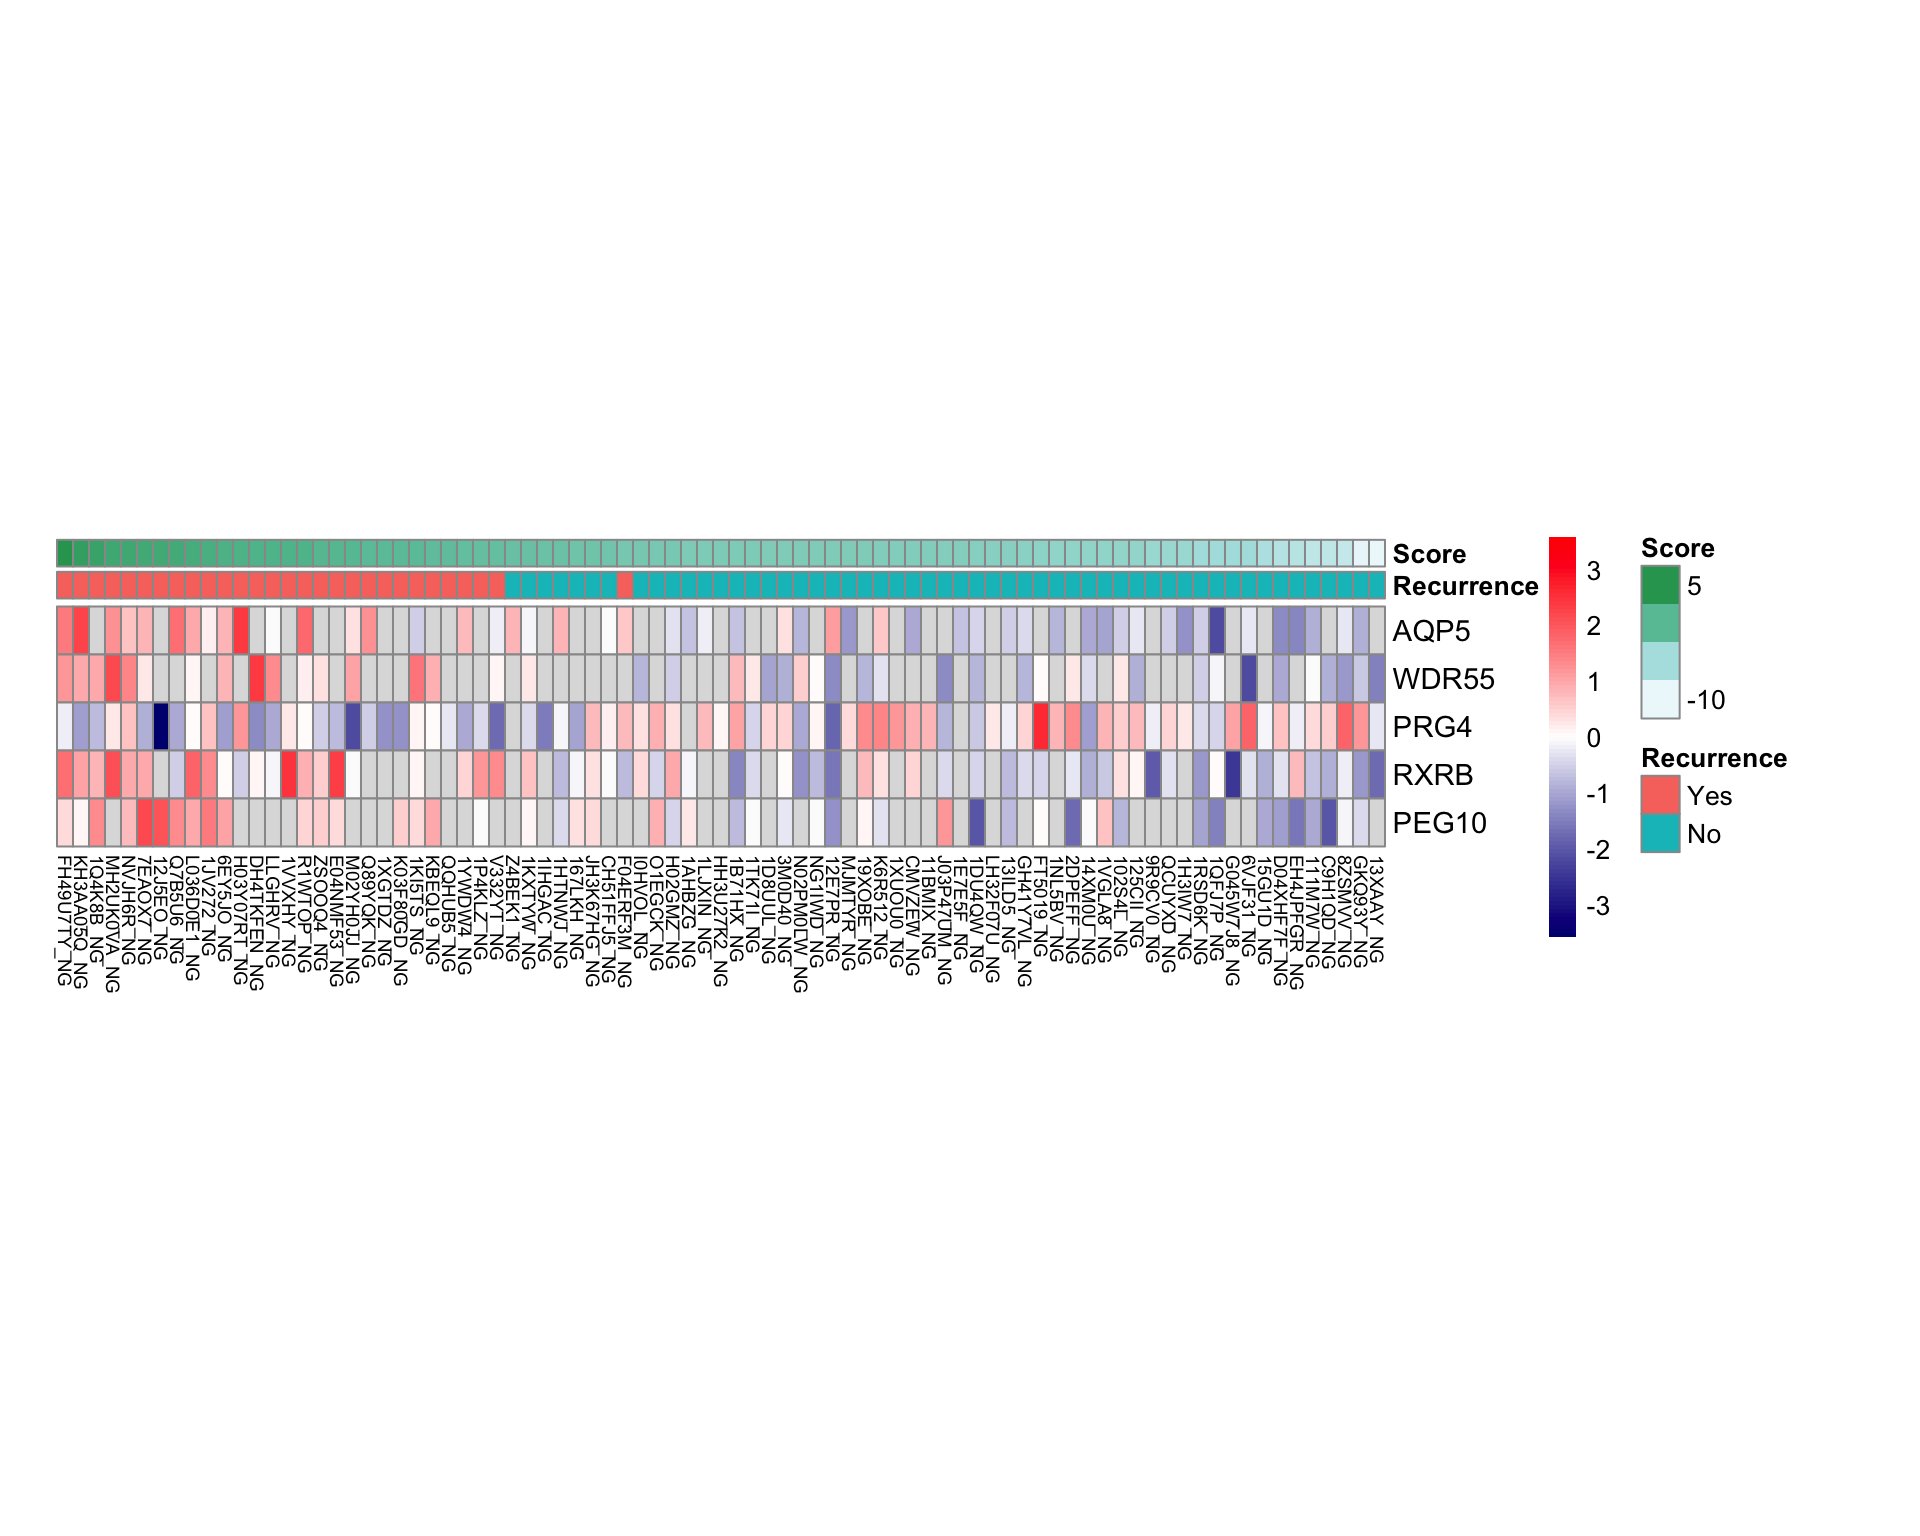 Score
Recurrence
AQP5
WDR55
PRG4
RXRB
PEG10
FH49U7TY_NG
KH3AA05Q_NG
1Q4K8B_NG
MH2UK0VA_NG
NVJH6R_NG
7EAOX7_NG
12J5EO_NG
Q7B5U6_NG
L036D0E1_NG
1JVZ72_NG
6EY5JO_NG
H03Y07RT_NG
DH4TKFEN_NG
LLGHRV_NG
1VVXHY_NG
R1WTOP_NG
ZSOOQ4_NG
E04NMF53_NG
M02YH0JJ_NG
Q89YQK_NG
1XGTDZ_NG
K03F80GD_NG
1KI5TS_NG
KBEQL9_NG
QQHUB5_NG
1YWDW4_NG
1P4KLZ_NG
V332YT_NG
Z4BEK1_NG
1KXTYW_NG
1IHGAC_NG
1HTNWJ_NG
167LKH_NG
JH3K67HG_NG
CH51FFJ5_NG
F04ERF3M_NG
I0HVOL_NG
O1EGCK_NG
H02GMZ_NG
1AHBZG_NG
1LJXIN_NG
HH3U27K2_NG
1B71HX_NG
1TK71I_NG
1D8UUL_NG
3M0D40_NG
N02PM0LW_NG
NG1IWD_NG
12E7PR_NG
MJMTYR_NG
19XOBE_NG
K6R512_NG
1XUOU0_NG
CMVZEW_NG
11BMIX_NG
J03P47UM_NG
1E7E5F_NG
1DU4QW_NG
LH32F07U_NG
13ILD5_NG
GH41Y7VL_NG
FT5019_NG
1NL5BV_NG
2DPEFF_NG
14XM0U_NG
1VGLA8_NG
102S4L_NG
125CII_NG
9R9CV0_NG
QCUYXD_NG
1H3IW7_NG
1RSD6K_NG
1QFJ7P_NG
G045W7J8_NG
6VJF31_NG
15GU1D_NG
D04XHF7F_NG
EH4JPFGR_NG
111M7W_NG
C9H1QD_NG
8ZSMVV_NG
GKQ93Y_NG
13XAAY_NG
3
2
1
0
-1
-2
-3
Score
5
-10
Recurrence
Yes
No